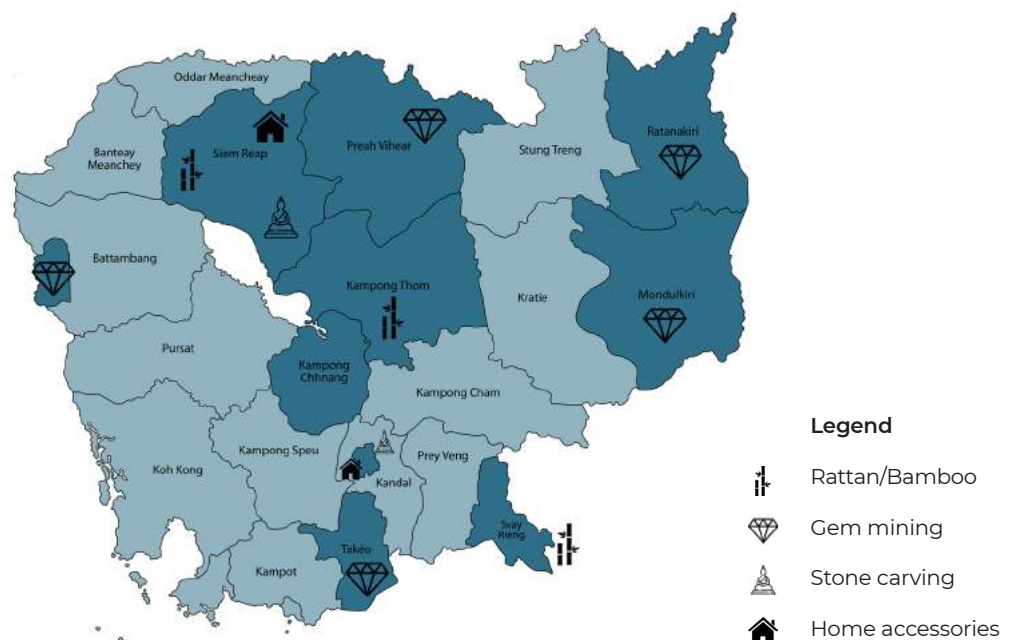 Oddar Meancheay
Banteay
Meanchey
Siam Reap
Preah Vihear
Stung Treng
Ratanakiri
Battambang
Kampong Thom
Kratie
Mondulkiri
Pursat
Kampong
Chhnang
Kampong Cham
Koh Kong
Kampong Speu
Kandal
Prey Veng
Svay
Rieng
Takéo
Kampot
Legend
Rattan/Bamboo
Gem mining
Stone carving
Home accessories